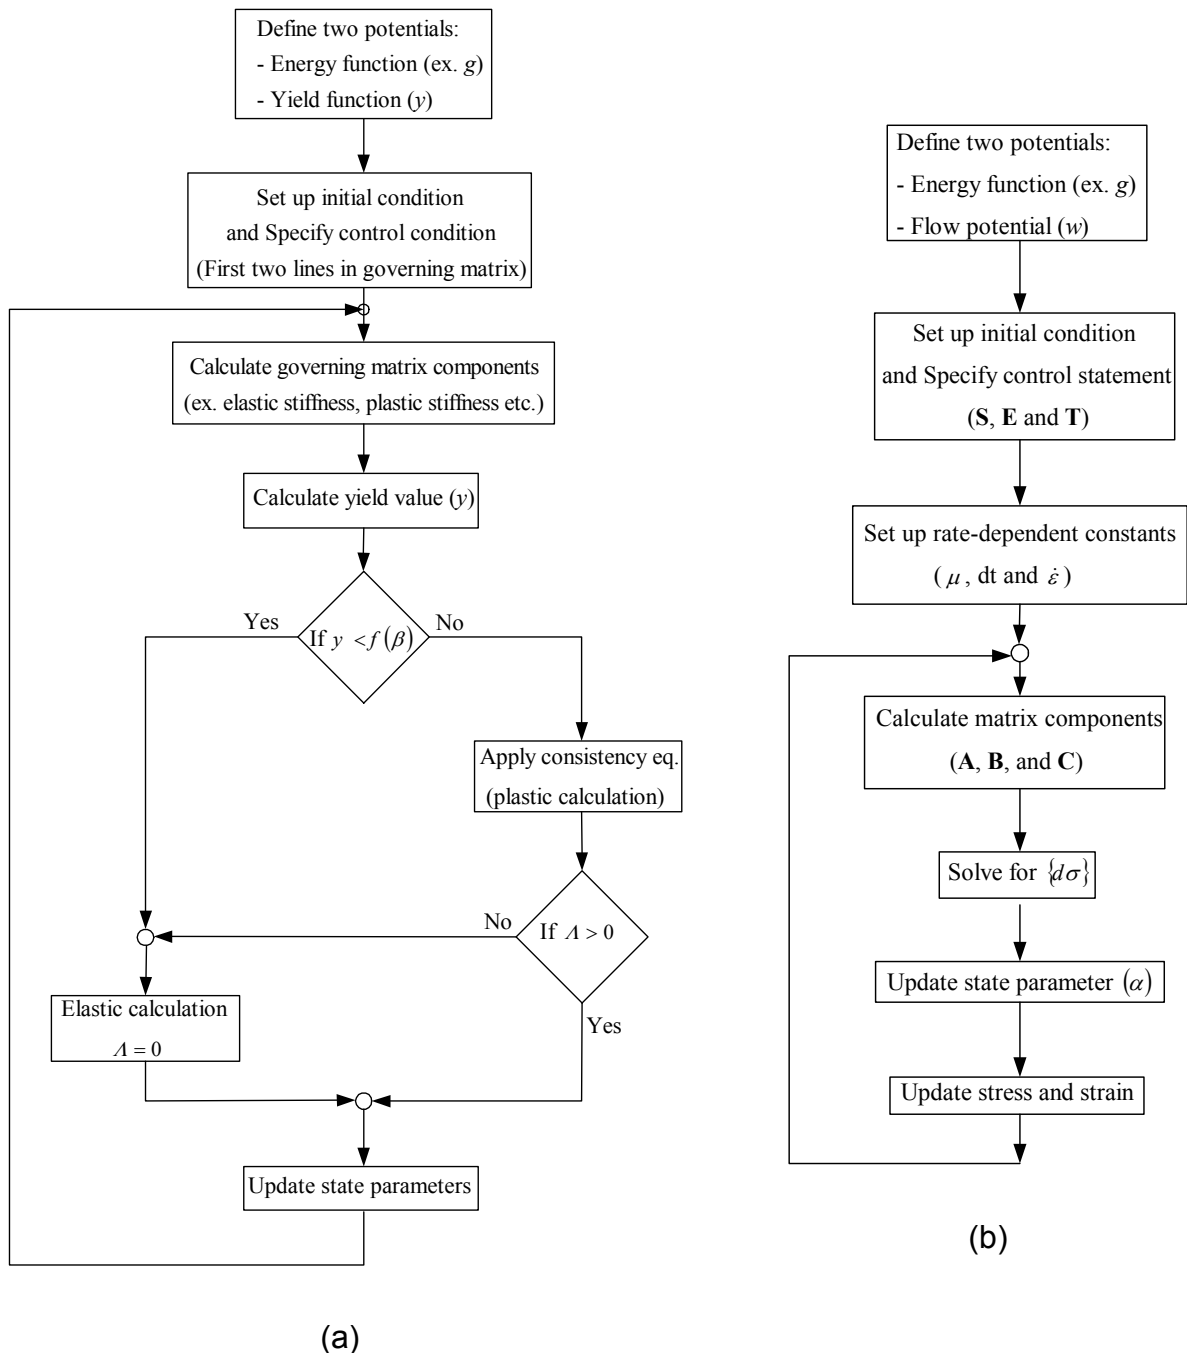 Define two potentials:
- Energy function (ex. g)
- Yield function (y)
Set up initial condition
and Specify control condition
(First two lines in governing matrix)
Calculate governing matrix components
(ex. elastic stiffness, plastic stiffness etc.)
Calculate yield value (y)
Yes
If y < f(β)
No
Apply consistency eq.
(plastic calculation)
No
If Λ > 0
Yes
Elastic calculation
Λ = 0
Update state parameters
(a)
Define two potentials:
- Energy function (ex. g)
- Flow potential (w)
Set up initial condition
and Specify control statement
(S, E and T)
Set up rate-dependent constants
( μ , dt and ε̇ )
Calculate matrix components
(A, B, and C)
Solve for {dσ}
Update state parameter (α)
Update stress and strain
(b)